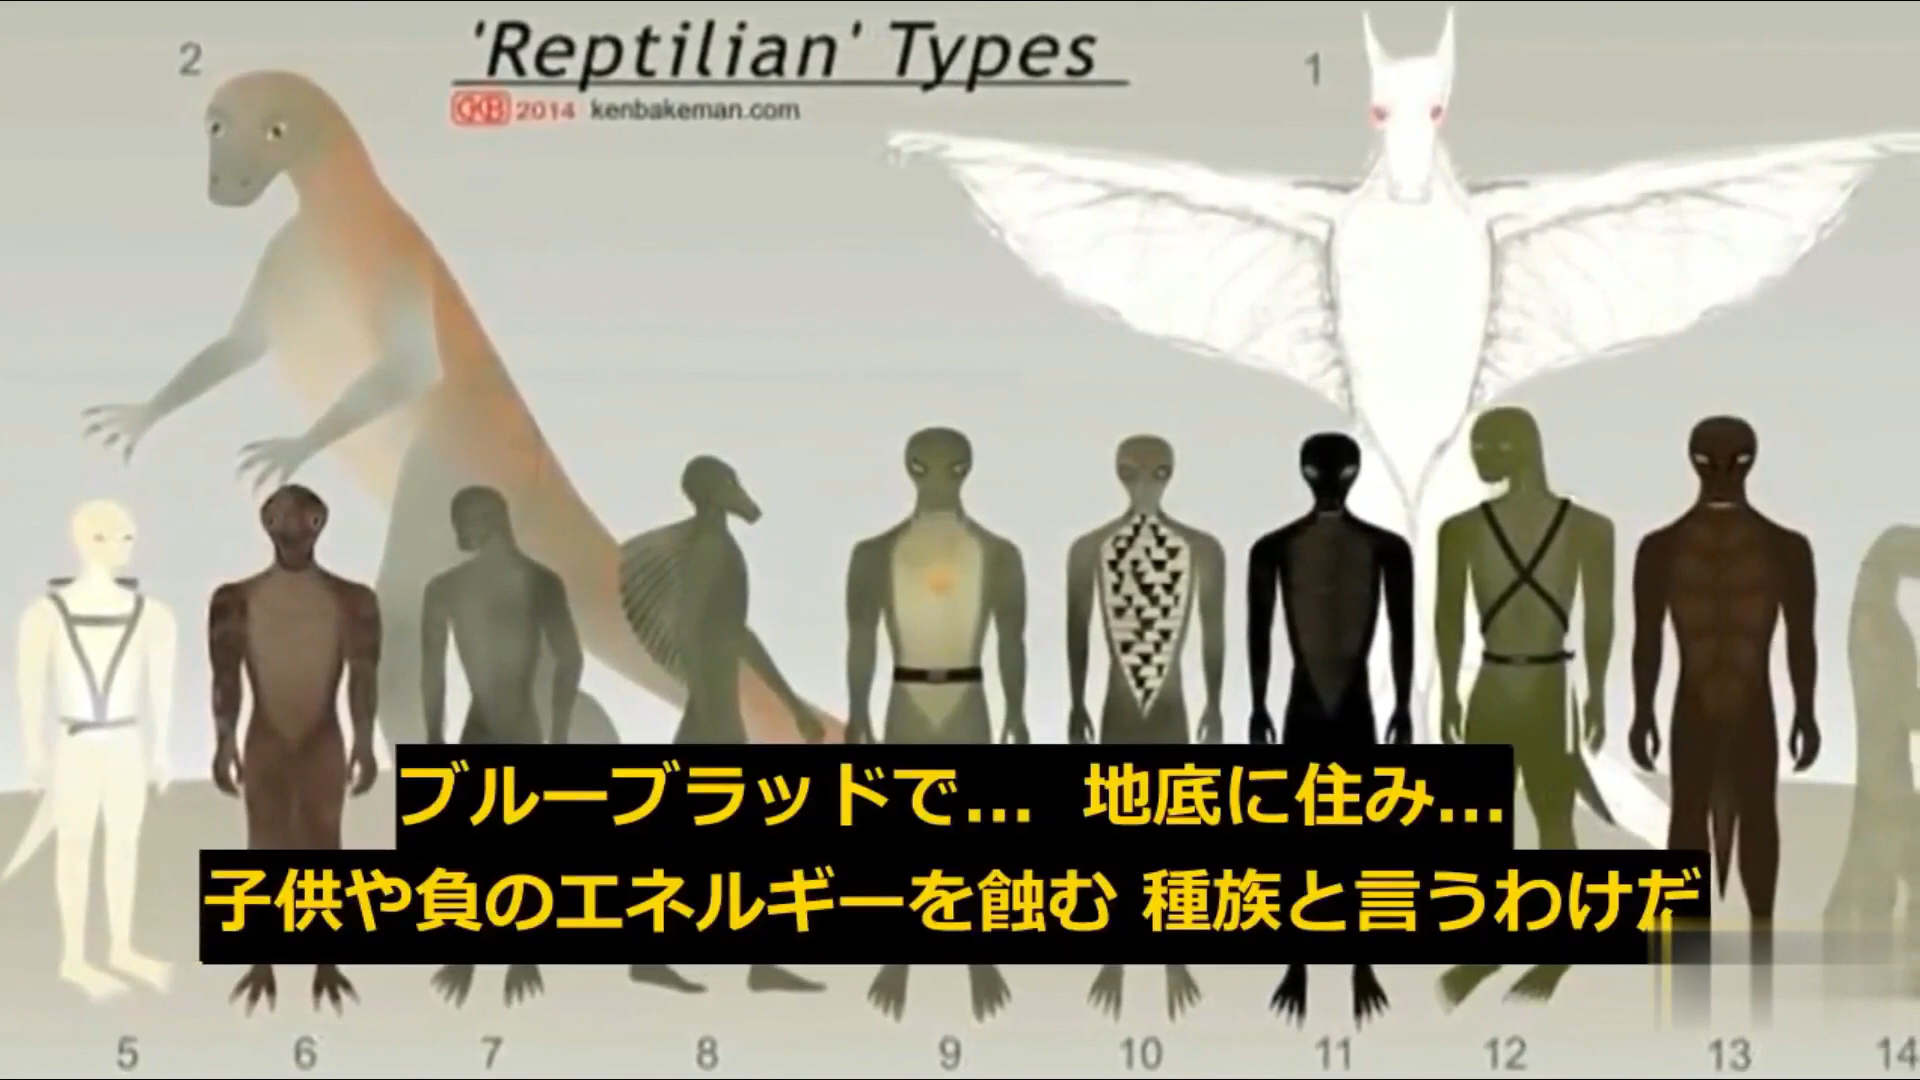 2
'Reptilian' Types
1
CKB 2014 kenbakeman.com
ブルーブラッドで... 地底に住み...
子供や負のエネルギーを蝕む 種族と言うわけだ
5 6 7 8 9 10 11 12 13 14